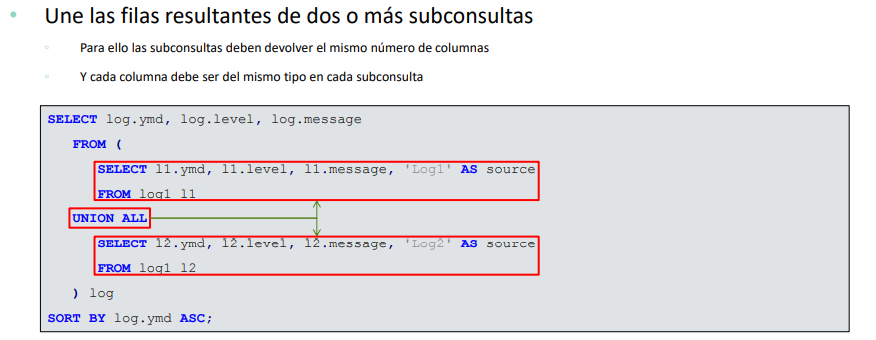 Une las filas resultantes de dos o más subconsultas
Para ello las subconsultas deben devolver el mismo número de columnas
Y cada columna debe ser del mismo tipo en cada subconsulta
SELECT log.ymd, log.level, log.message
FROM (
SELECT l1.ymd, l1.level, l1.message, 'Log1' AS source
FROM log1 l1
UNION ALL
SELECT l2.ymd, l2.level, l2.message, 'Log2' AS source
FROM log1 l2
) log
SORT BY log.ymd ASC;